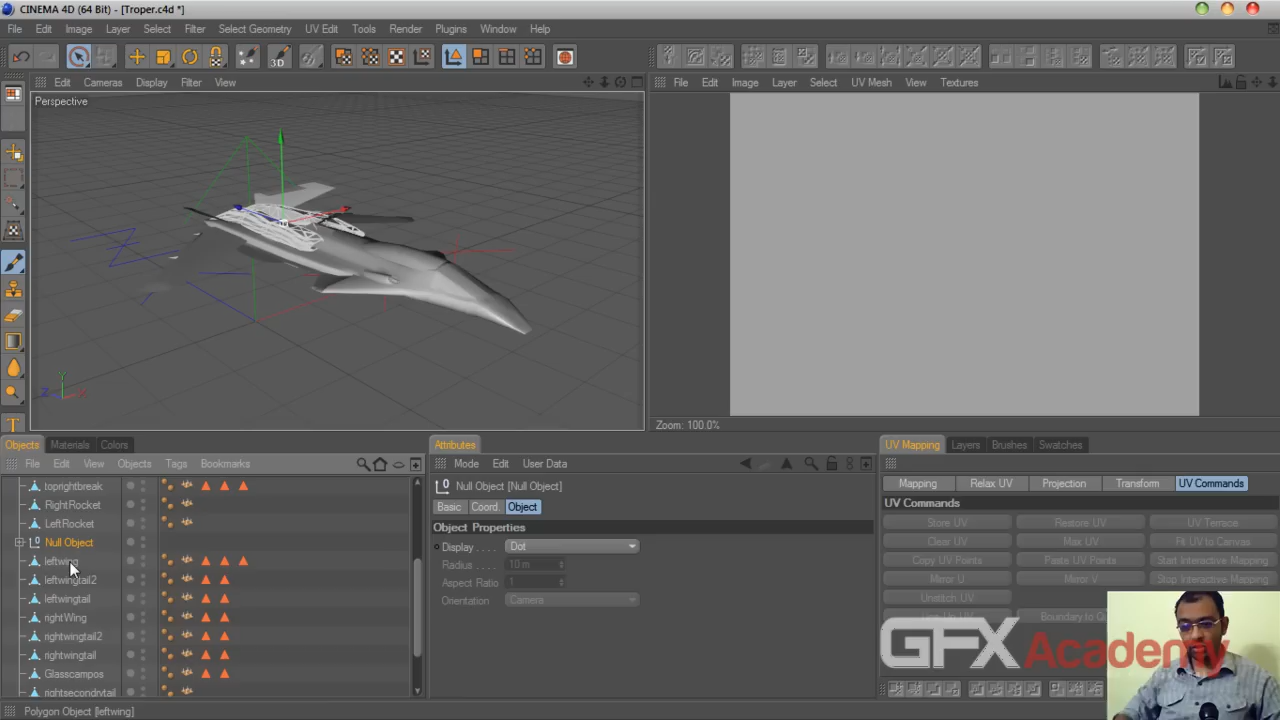 CINEMA 4D (64 Bit) - [Troper.c4d *]
File Edit Image Layer Select Filter Select Geometry UV Edit Tools Render Plugins Window Help
3D
Edit Cameras Display Filter View
File Edit Image Layer Select UV Mesh View Textures
Perspective
Y
Z X
Zoom: 100.0%
Objects Materials Colors
Attributes
UV Mapping Layers Brushes Swatches
File Edit View Objects Tags Bookmarks
Mode Edit User Data
toprightbreak
RightRocket
LeftRocket
Null Object
leftwing
leftwingtail2
leftwingtail
rightWing
rightwingtail2
rightwingtail
Glasscampos
rightsecondrytail
Null Object [Null Object]
Basic Coord. Object
Object Properties
Display . . . . Dot
Radius . . . . 10 m
Aspect Ratio 1
Orientation Camera
Mapping Relax UV Projection Transform UV Commands
UV Commands
Store UV Restore UV UV Terrace
Clear UV Max UV Fit UV to Canvas
Copy UV Points Paste UV Points Start Interactive Mapping
Mirror U Mirror V Stop Interactive Mapping
Unstitch UV
Boundary to
GFX Academy
Polygon Object [leftwing]